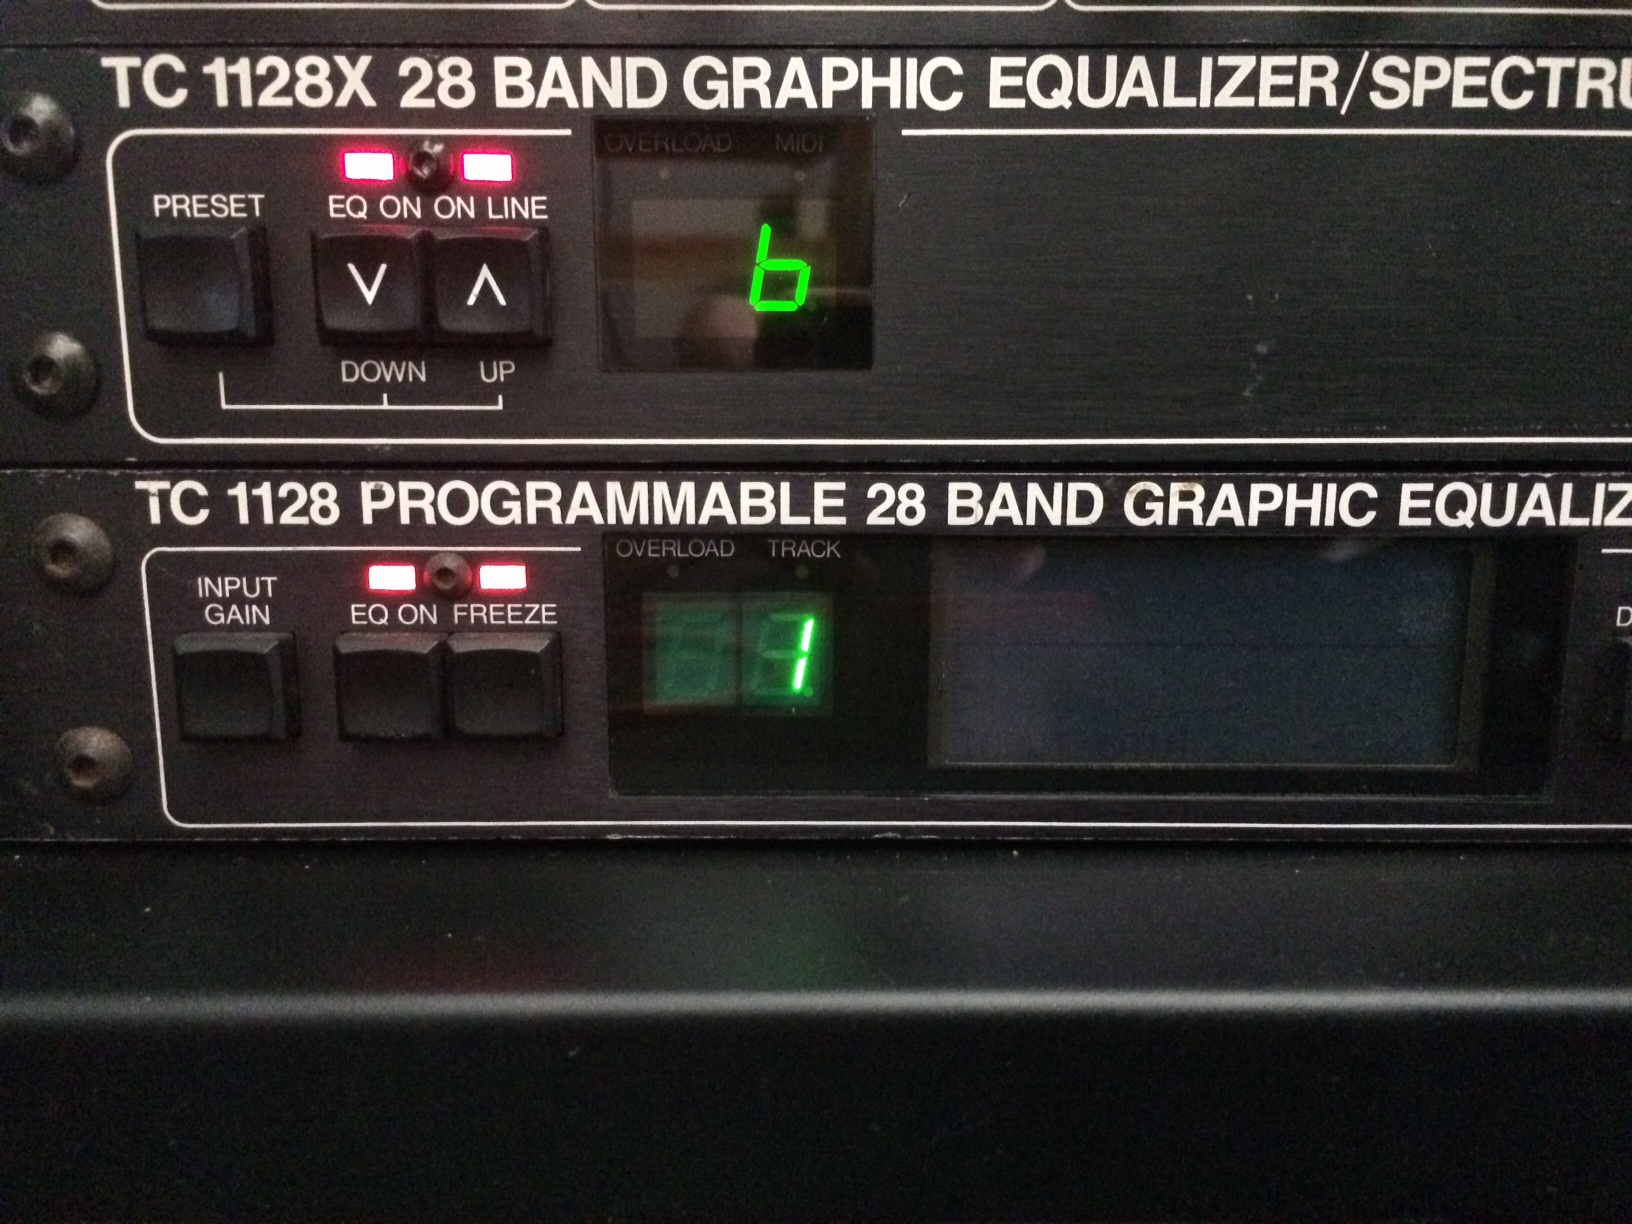 TC 1128X 28 BAND GRAPHIC EQUALIZER/SPECTRU
OVERLOAD MIDI
PRESET EQ ON ON LINE
b
DOWN UP
TC 1128 PROGRAMMABLE 28 BAND GRAPHIC EQUALIZ
OVERLOAD TRACK
INPUT
GAIN
EQ ON FREEZE
1
D